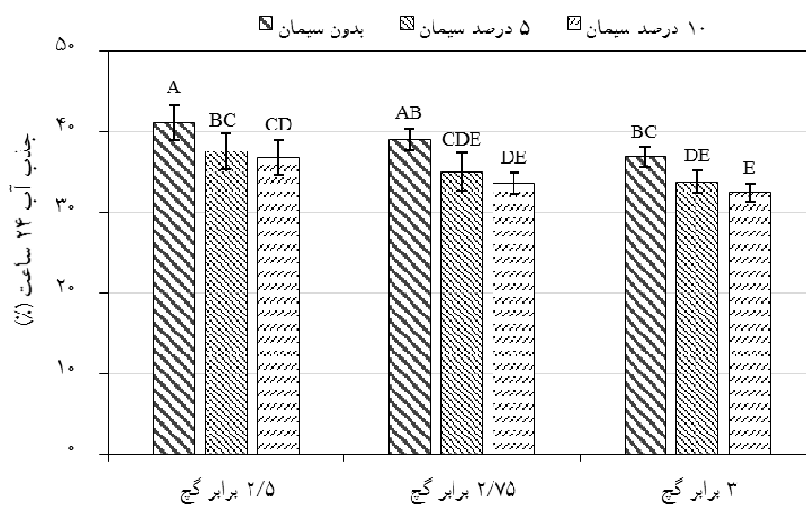 بدون سیمان ۵ درصد سیمان ۱۰ درصد سیمان
جذب آب ۲۴ ساعت (٪)
۵۰
۴۰
۳۰
۲۰
۱۰
۰
A
BC
CD
AB
CDE
DE
BC
DE
E
۲/۵ برابر گچ
۲/۷۵ برابر گچ
۳ برابر گچ